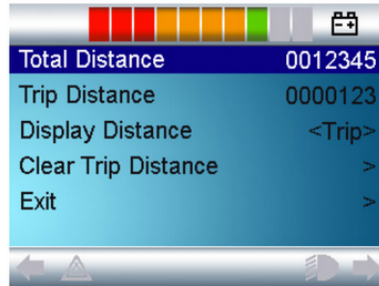 Total Distance 0012345
Trip Distance 0000123
Display Distance <Trip>
Clear Trip Distance >
Exit >